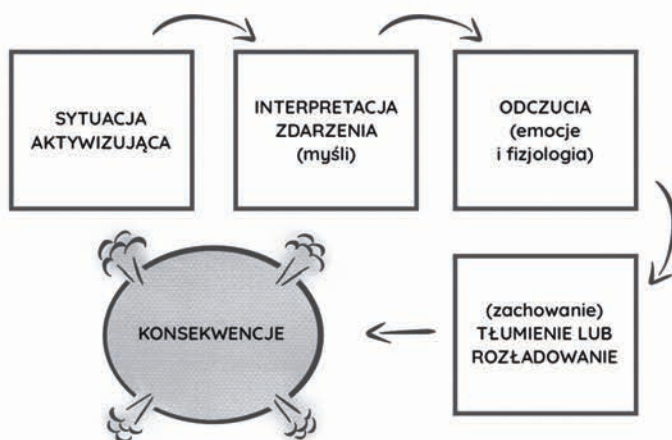 SYTUACJA
AKTYWIZUJĄCA
INTERPRETACJA
ZDARZENIA
(myśli)
ODCZUCIA
(emocje
i fizjologia)
(zachowanie)
TŁUMIENIE LUB
ROZŁADOWANIE
KONSEKWENCJE